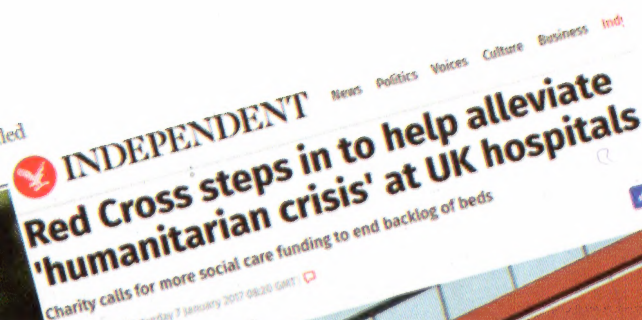 led
INDEPENDENT
News Politics Voices Culture Business Ind
Red Cross steps in to help alleviate
'humanitarian crisis' at UK hospitals
Charity calls for more social care funding to end backlog of beds
7 January 2017 08:20 GMT